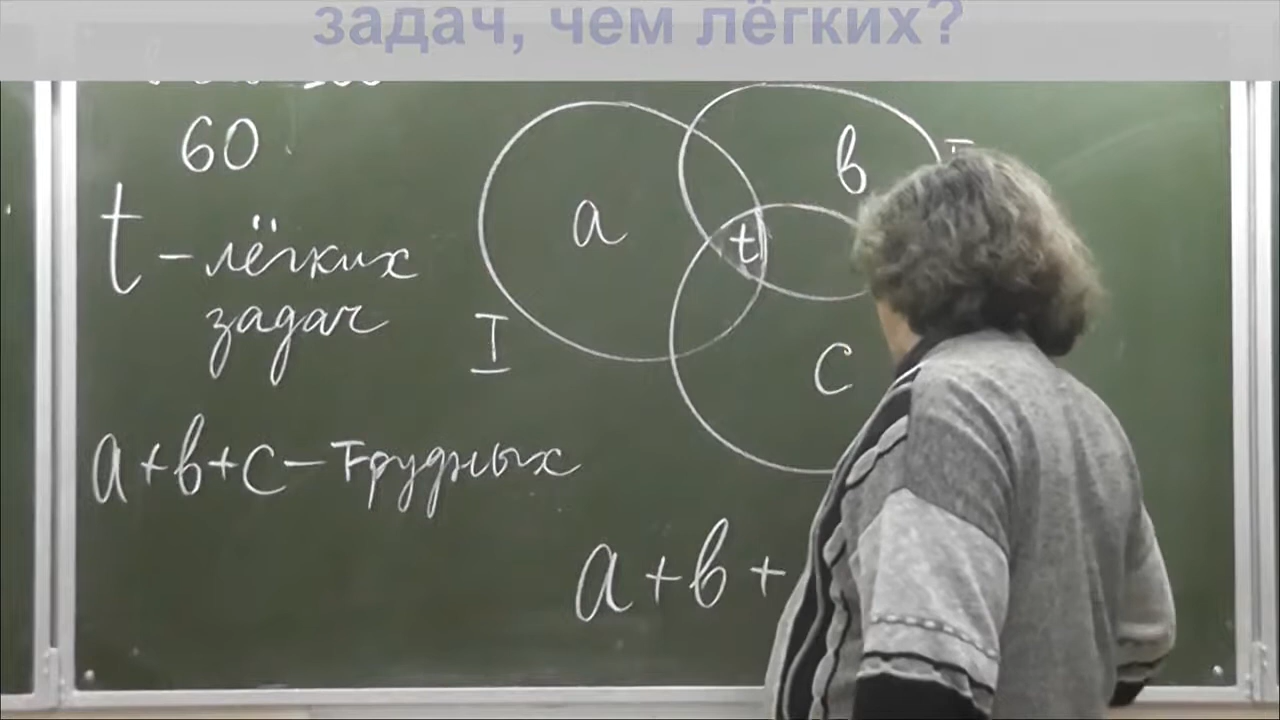 задач, чем лёгких?
60
t – лёгких
задач
a+b+c – трудных
a
b
t
c
I
a+b+